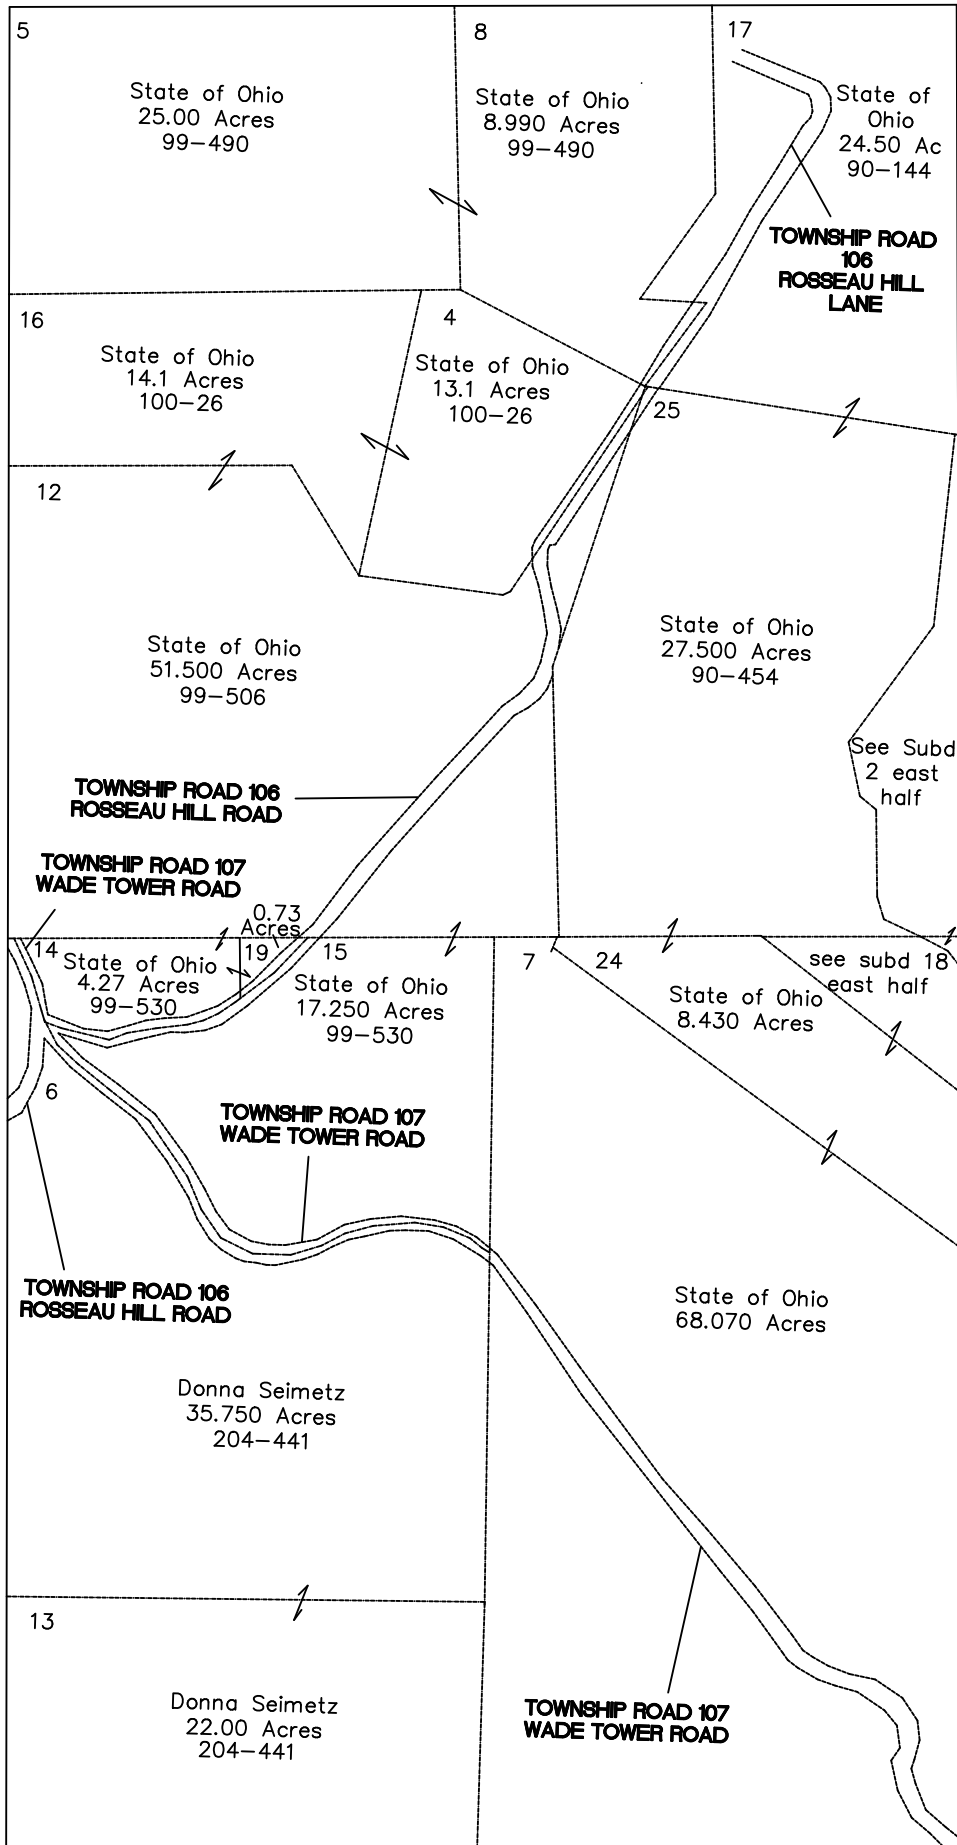 5
State of Ohio
25.00 Acres
99-490
8
State of Ohio
8.990 Acres
99-490
17
State of
Ohio
24.50 Ac
90-144
TOWNSHIP ROAD
106
ROSSEAU HILL
LANE
16
State of Ohio
14.1 Acres
100-26
4
State of Ohio
13.1 Acres
100-26
25
12
State of Ohio
51.500 Acres
99-506
State of Ohio
27.500 Acres
90-454
See Subd
2 east
half
TOWNSHIP ROAD 106
ROSSEAU HILL ROAD
TOWNSHIP ROAD 107
WADE TOWER ROAD
0.73
Acres
14
State of Ohio
4.27 Acres
99-530
19
15
State of Ohio
17.250 Acres
99-530
7
24
State of Ohio
8.430 Acres
see subd 18
east half
6
TOWNSHIP ROAD 107
WADE TOWER ROAD
TOWNSHIP ROAD 106
ROSSEAU HILL ROAD
State of Ohio
68.070 Acres
Donna Seimetz
35.750 Acres
204-441
13
Donna Seimetz
22.00 Acres
204-441
TOWNSHIP ROAD 107
WADE TOWER ROAD